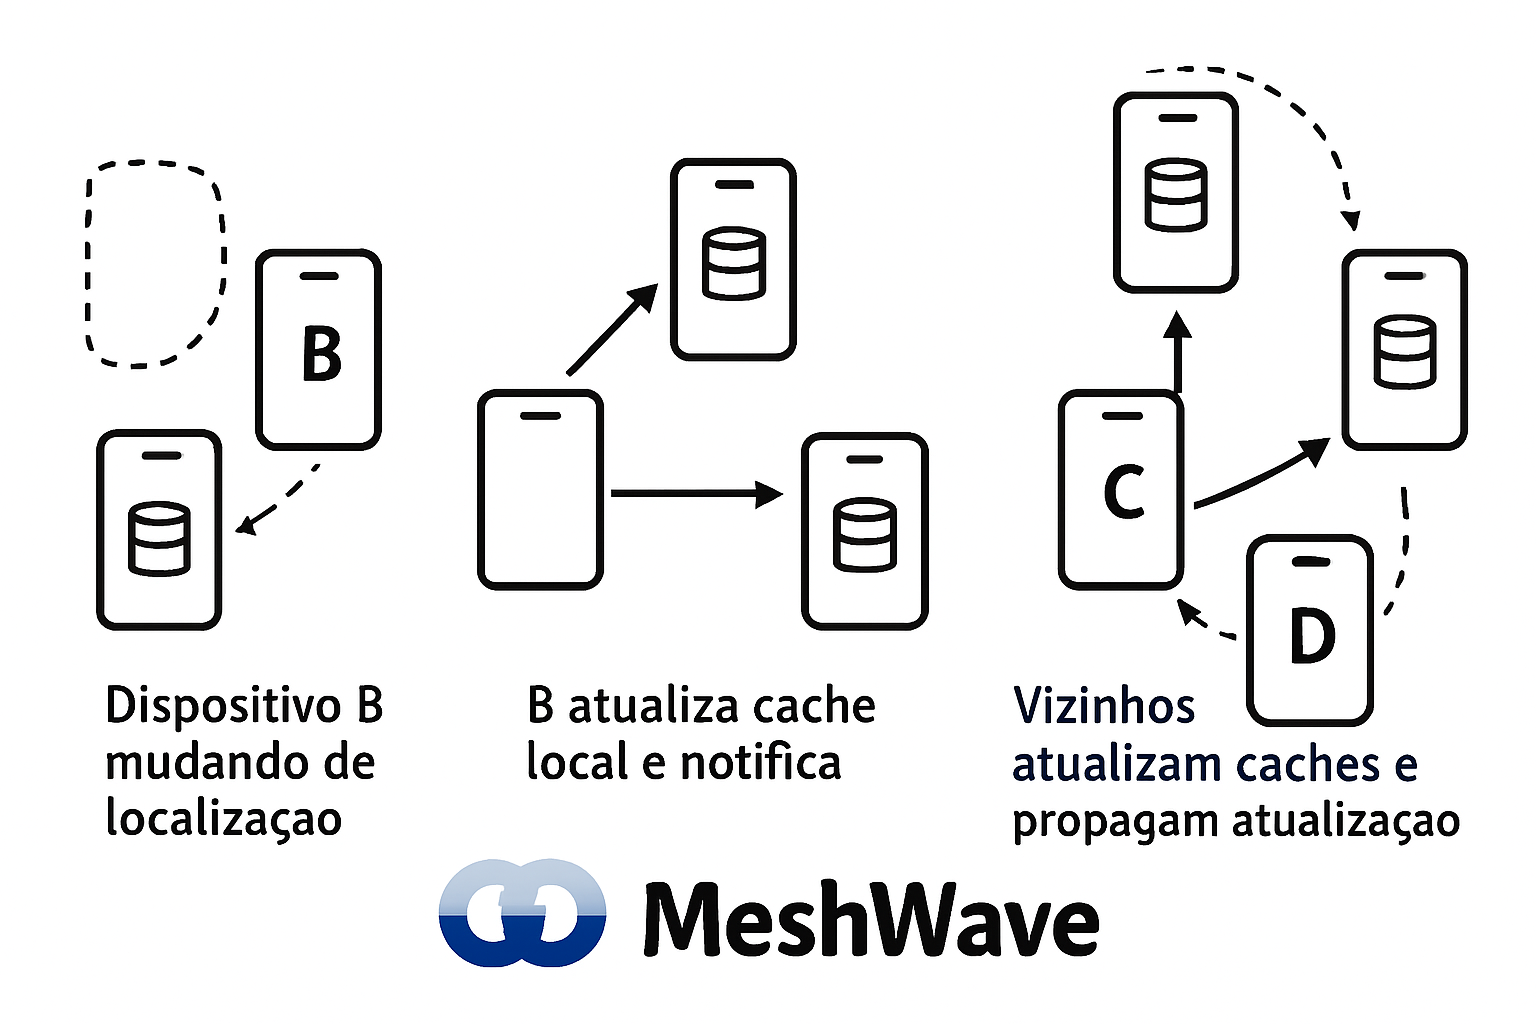 B
Dispositivo B
mudando de
localizaçao
B atualiza cache
local e notifica
C
D
Vizinhos
atualizam caches e
propagam atualizaçao
MeshWave